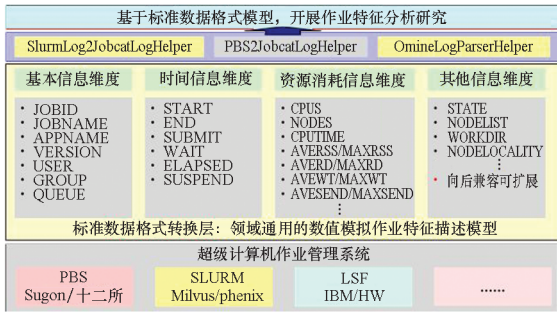 基于标准数据格式模型，开展作业特征分析研究
SlurmLog2JobcatLogHelper PBS2JobcatLogHelper OmineLogParserHelper
基本信息维度
· JOBID
· JOBNAME
· APPNAME
· VERSION
· USER
· GROUP
· QUEUE
时间信息维度
· START
· END
· SUBMIT
· WAIT
· ELAPSED
· SUSPEND
资源消耗信息维度
· CPUS
· NODES
· CPUTIME
· AVERSS/MAXRSS
· AVERD/MAXRD
· AVEWT/MAXWT
· AVESEND/MAXSEND
⋮
其他信息维度
· STATE
· NODELIST
· WORKDIR
· NODELOCALITY
⋮
· 向后兼容可扩展
标准数据格式转换层：领域通用的数值模拟作业特征描述模型
超级计算机作业管理系统
PBS
Sugon/十二所
SLURM
Milvus/phenix
LSF
IBM/HW
······